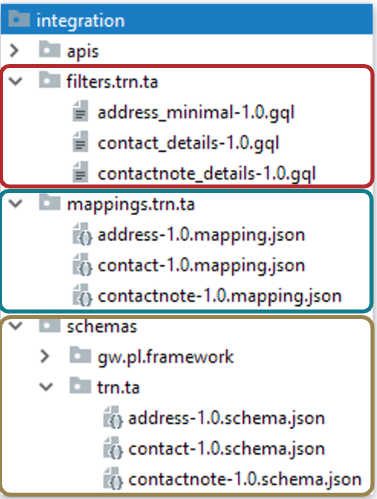 integration
apis
filters.trn.ta
address_minimal-1.0.gql
contact_details-1.0.gql
contactnote_details-1.0.gql
mappings.trn.ta
address-1.0.mapping.json
contact-1.0.mapping.json
contactnote-1.0.mapping.json
schemas
gw.pl.framework
trn.ta
address-1.0.schema.json
contact-1.0.schema.json
contactnote-1.0.schema.json